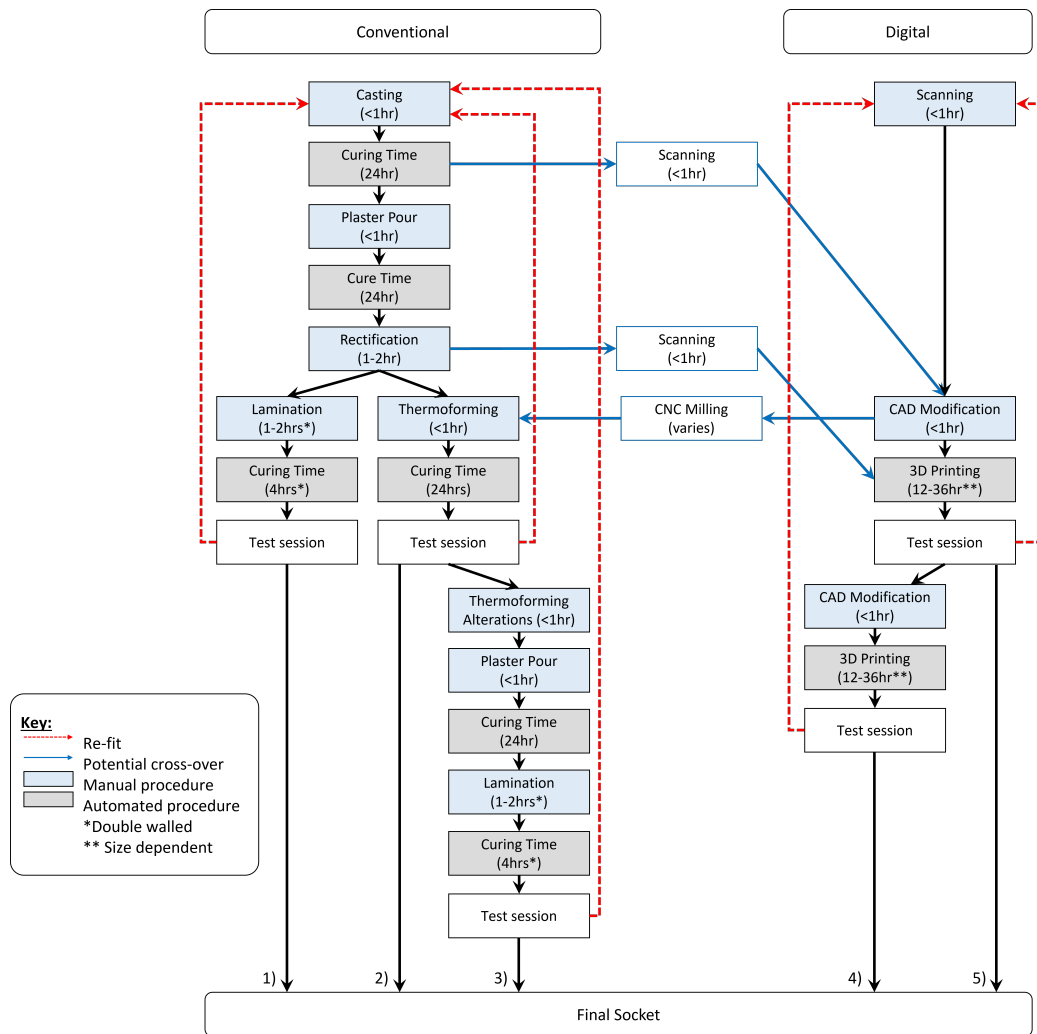 Conventional
Digital
Casting
(<1hr)
Scanning
(<1hr)
Curing Time
(24hr)
Scanning
(<1hr)
Plaster Pour
(<1hr)
Cure Time
(24hr)
Rectification
(1-2hr)
Scanning
(<1hr)
Lamination
(1-2hrs*)
Thermoforming
(<1hr)
CNC Milling
(varies)
CAD Modification
(<1hr)
Curing Time
(4hrs*)
Curing Time
(24hrs)
3D Printing
(12-36hr**)
Test session
Test session
Test session
Thermoforming
Alterations (<1hr)
CAD Modification
(<1hr)
Plaster Pour
(<1hr)
3D Printing
(12-36hr**)
Curing Time
(24hr)
Test session
Lamination
(1-2hrs*)
Curing Time
(4hrs*)
Test session
Key:
Re-fit
Potential cross-over
Manual procedure
Automated procedure
*Double walled
** Size dependent
1)
2)
3)
4)
5)
Final Socket